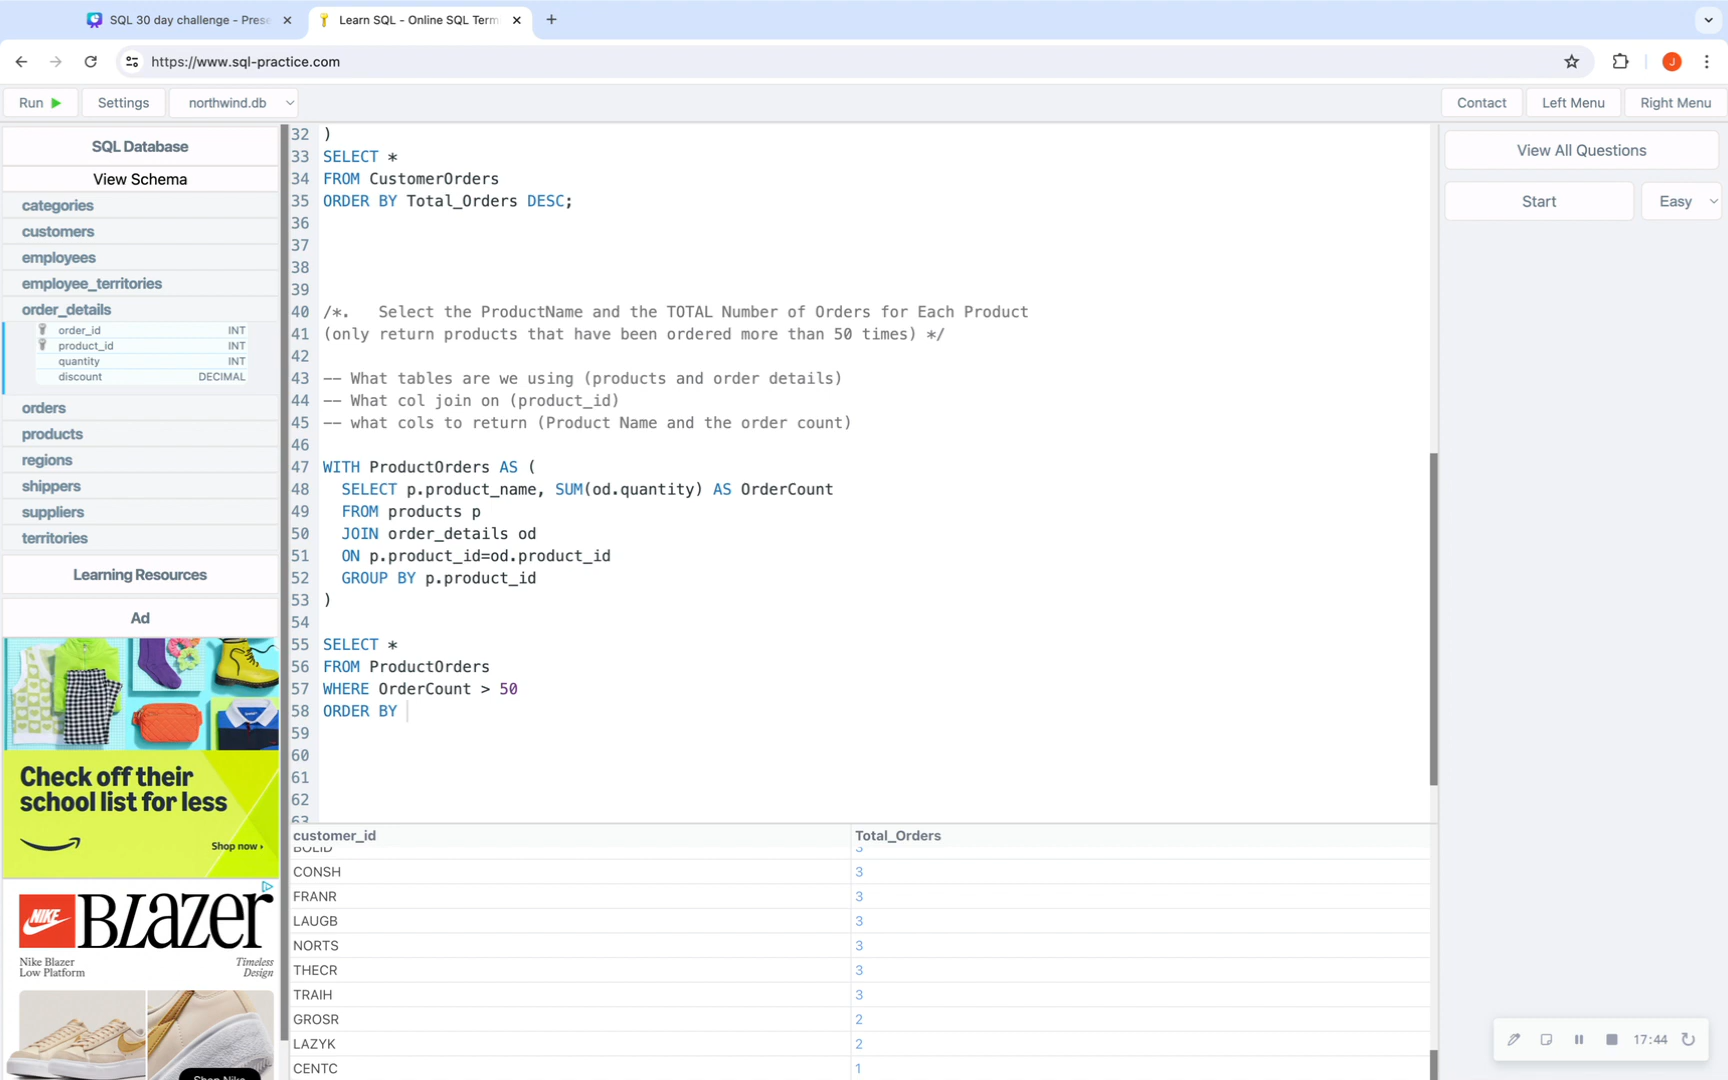 SQL 30 day challenge - Prese
Learn SQL - Online SQL Term
https://www.sql-practice.com
J
Run
Settings
northwind.db
Contact
Left Menu
Right Menu
SQL Database
View Schema
categories
customers
employees
employee_territories
order_details
order_id INT
product_id INT
quantity INT
discount DECIMAL
orders
products
regions
shippers
suppliers
territories
Learning Resources
Ad
Check off their
school list for less
Shop now ›
NIKE
BLazer
Nike Blazer
Low Platform
Timeless
Design
Shop Nike
32 )
33 SELECT *
34 FROM CustomerOrders
35 ORDER BY Total_Orders DESC;
36
37
38
39
40 /*.   Select the ProductName and the TOTAL Number of Orders for Each Product
41 (only return products that have been ordered more than 50 times) */
42
43 -- What tables are we using (products and order details)
44 -- What col join on (product_id)
45 -- what cols to return (Product Name and the order count)
46
47 WITH ProductOrders AS (
48   SELECT p.product_name, SUM(od.quantity) AS OrderCount
49   FROM products p
50   JOIN order_details od
51   ON p.product_id=od.product_id
52   GROUP BY p.product_id
53 )
54
55 SELECT *
56 FROM ProductOrders
57 WHERE OrderCount > 50
58 ORDER BY
59
60
61
62
63
customer_id Total_Orders
BOLID 3
CONSH 3
FRANR 3
LAUGB 3
NORTS 3
THECR 3
TRAIH 3
GROSR 2
LAZYK 2
CENTC 1
View All Questions
Start
Easy
17:44